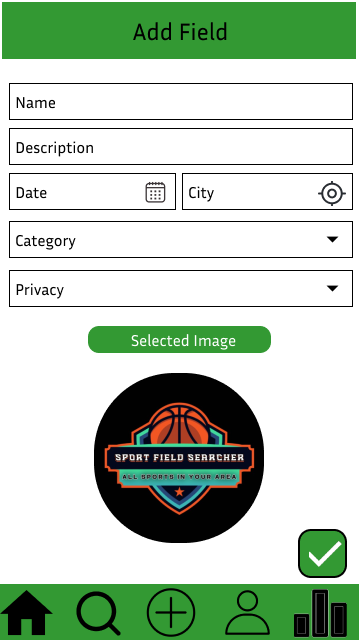 Add Field
Name
Description
Date
City
Category
Privacy
Selected Image
SPORT FIELD SEARCHER
ALL SPORTS IN YOUR AREA